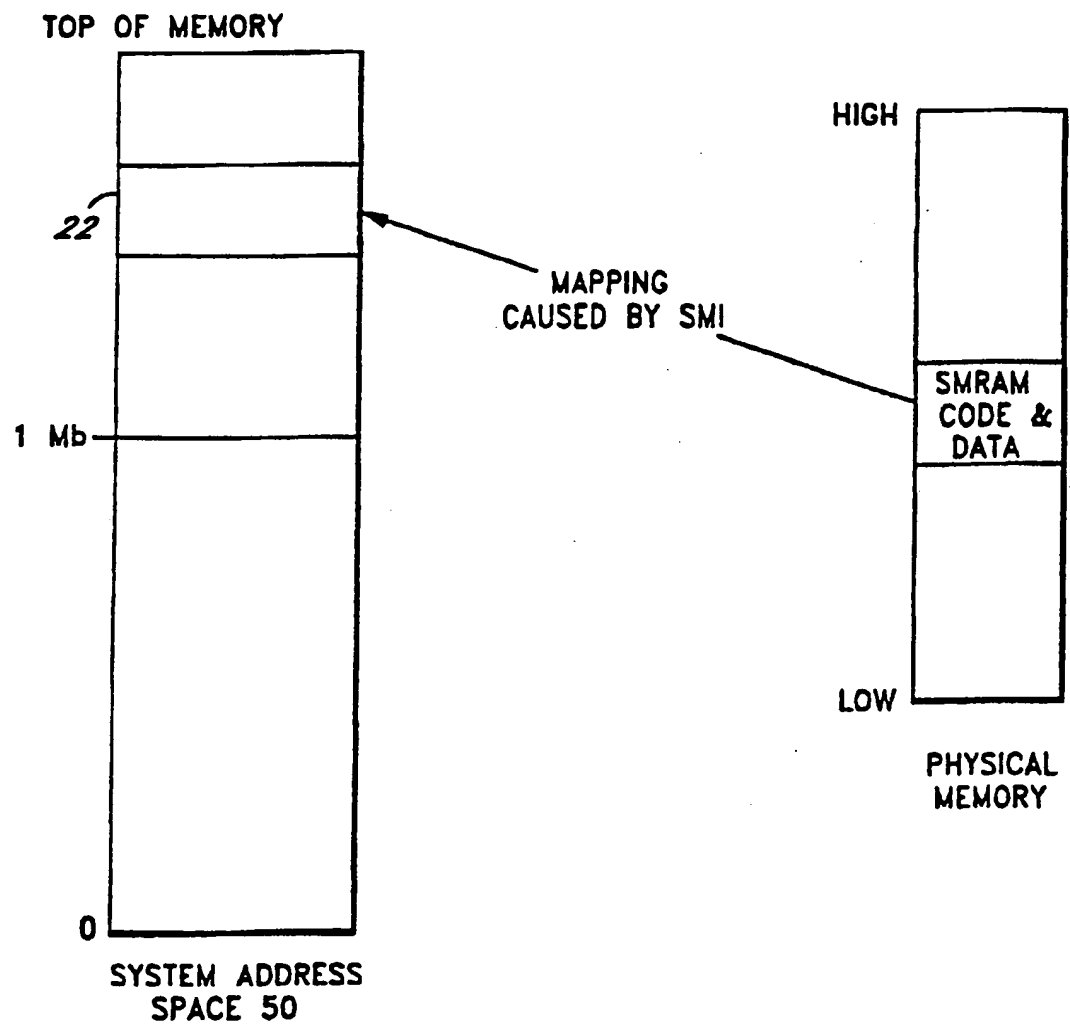 TOP OF MEMORY
22
1 Mb
0
SYSTEM ADDRESS
SPACE 50
MAPPING
CAUSED BY SMI
HIGH
SMRAM
CODE &
DATA
LOW
PHYSICAL
MEMORY